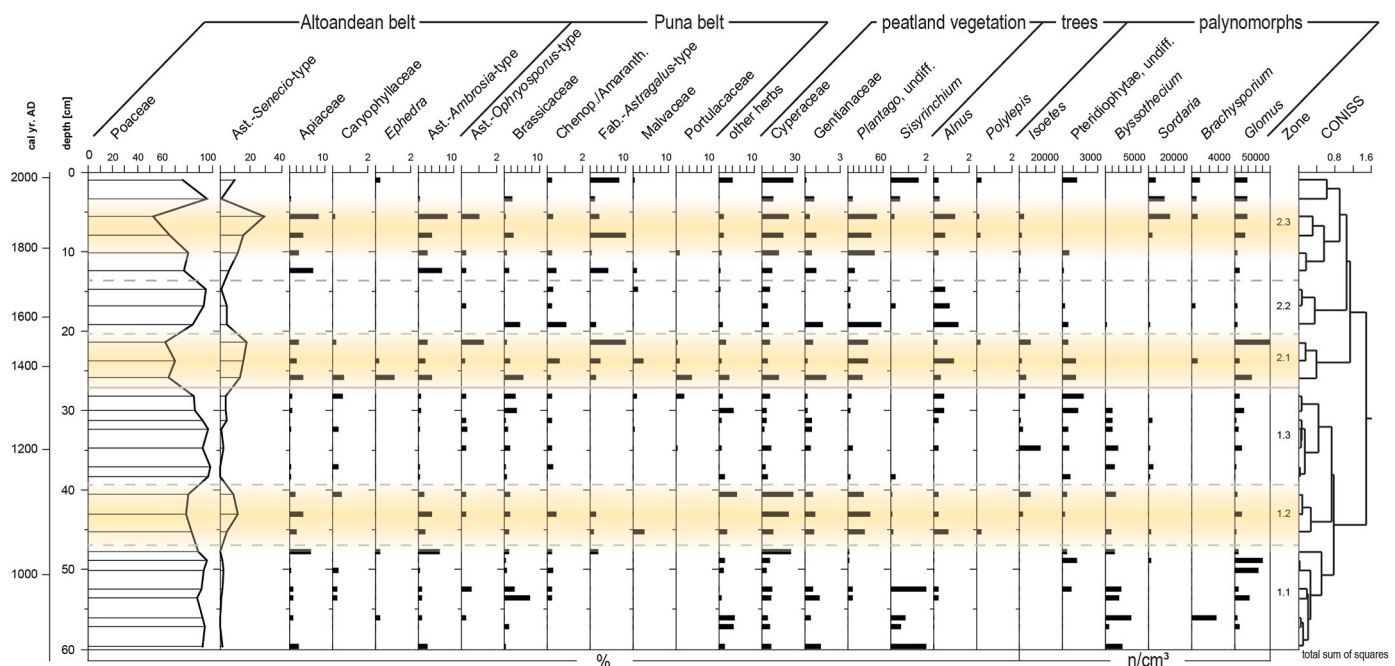 Altoandean belt
Puna belt
peatland vegetation
trees
palynomorphs
cal yr. AD
depth [cm]
Poaceae
Ast.-Senecio-type
Apiaceae
Caryophyllaceae
Ephedra
Ast.-Ambrosia-type
Ast.-Ophryosporus-type
Brassicaceae
Chenop./Amaranth.
Fab.-Astragalus-type
Malvaceae
Portulacaceae
other herbs
Cyperaceae
Gentianaceae
Plantago, undiff.
Sisyrinchium
Alnus
Polylepis
Isoetes
Pteridiophytae, undiff.
Byssothecium
Sordaria
Brachysporium
Glomus
Zone
CONISS
0 20 40 60 100 20 40 10 2 2 10 2 10 2 10 10 10 10 30 3 60 2 2 2 20000 3000 5000 20000 4000 50000 0.8 1.6
2000 0
2.3
1800 10
2.2
1600
20
1400 2.1
30
1.3
1200
40
1.2
1000 50
1.1
60
% n/cm³ total sum of squares